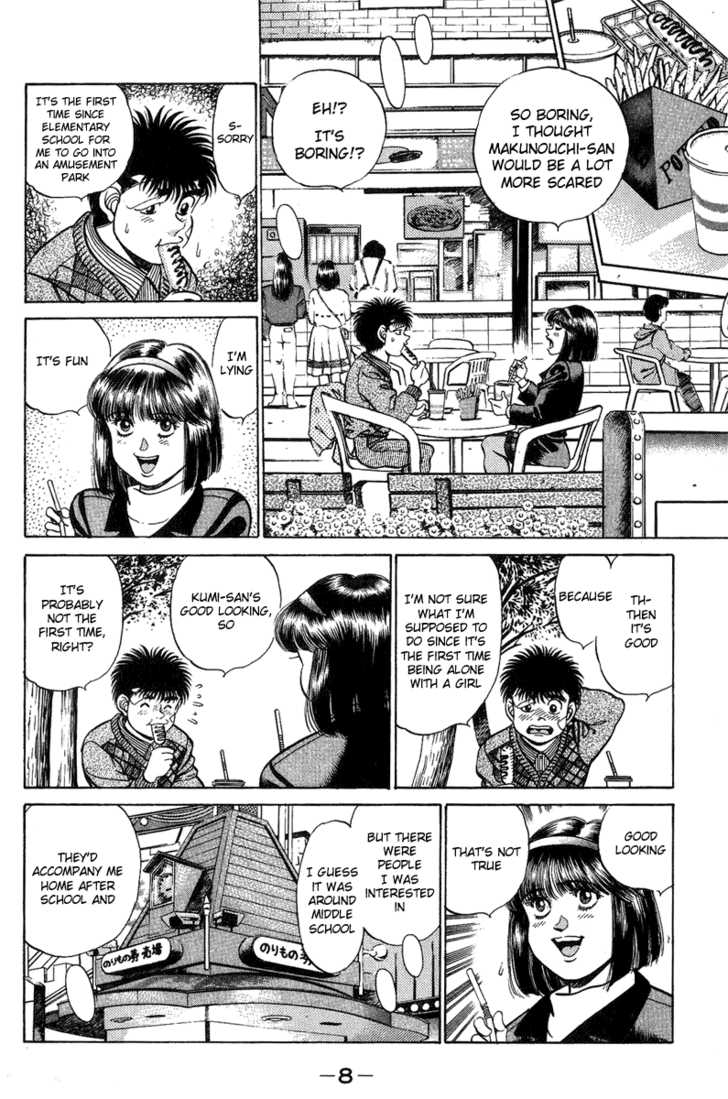 SO BORING,
I THOUGHT
MAKUNOUCHI-SAN
WOULD BE A LOT
MORE SCARED
EH!?
IT'S
BORING!?
S-
SORRY
IT'S THE FIRST
TIME SINCE
ELEMENTARY
SCHOOL FOR
ME TO GO INTO
AN AMUSEMENT
PARK
I'M
LYING
IT'S FUN
TH-
THEN
IT'S
GOOD
BECAUSE
I'M NOT SURE
WHAT I'M
SUPPOSED TO
DO SINCE IT'S
THE FIRST TIME
BEING ALONE
WITH A GIRL
KUMI-SAN'S
GOOD LOOKING,
SO
IT'S
PROBABLY
NOT THE
FIRST TIME,
RIGHT?
GOOD
LOOKING
THAT'S NOT
TRUE
BUT THERE
WERE
PEOPLE
I WAS
INTERESTED
IN
I GUESS
IT WAS
AROUND
MIDDLE
SCHOOL
THEY'D
ACCOMPANY ME
HOME AFTER
SCHOOL AND
のりもの券売場
のりもの
—8—